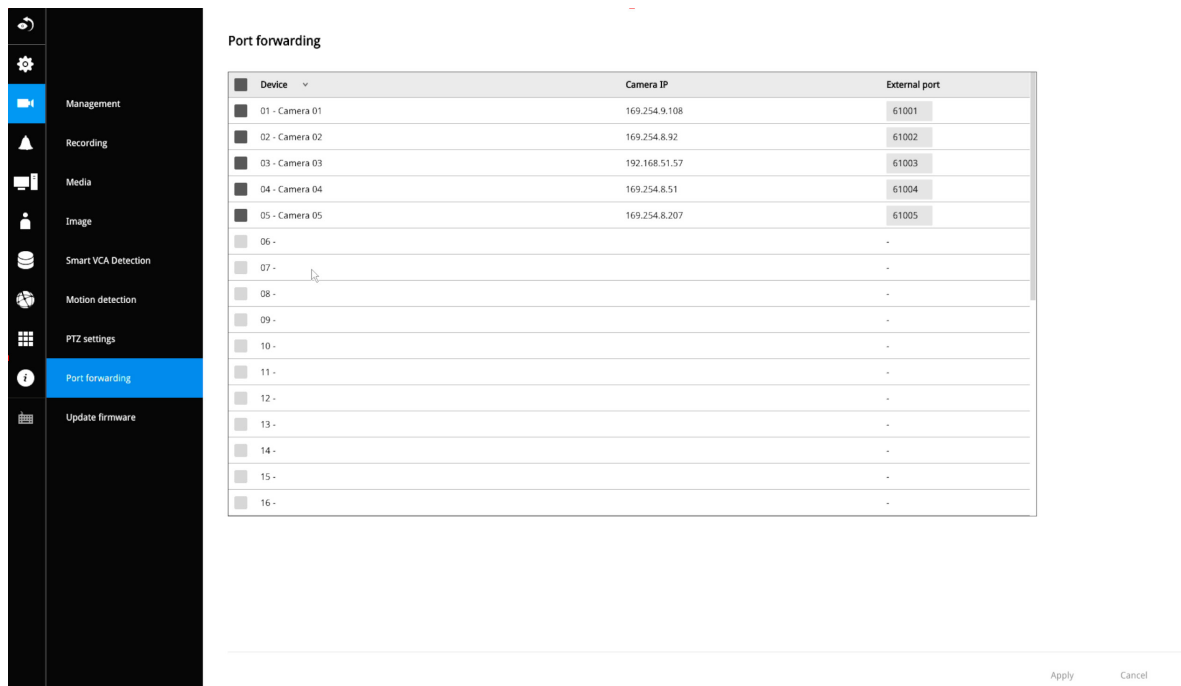 Port forwarding
Device Camera IP External port
01 - Camera 01 169.254.9.108 61001
02 - Camera 02 169.254.8.92 61002
03 - Camera 03 192.168.51.57 61003
04 - Camera 04 169.254.8.51 61004
05 - Camera 05 169.254.8.207 61005
06 - -
07 - -
08 - -
09 - -
10 - -
11 - -
12 - -
13 - -
14 - -
15 - -
16 - -
Management
Recording
Media
Image
Smart VCA Detection
Motion detection
PTZ settings
Port forwarding
Update firmware
Apply Cancel